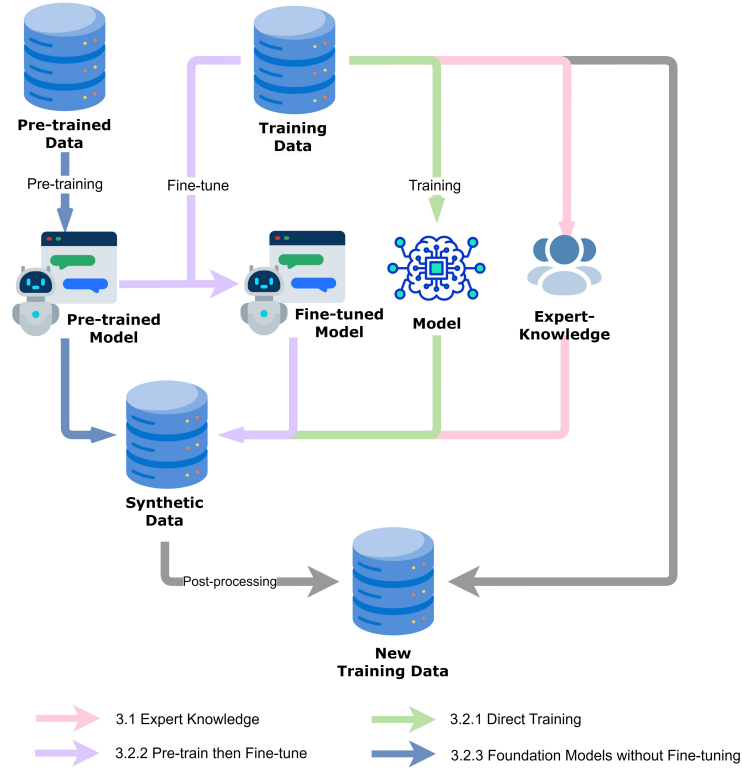 Pre-trained
Data
Training
Data
Pre-training
Fine-tune
Training
Pre-trained
Model
Fine-tuned
Model
Model
Expert-
Knowledge
Synthetic
Data
Post-processing
New
Training Data
3.1 Expert Knowledge
3.2.1 Direct Training
3.2.2 Pre-train then Fine-tune
3.2.3 Foundation Models without Fine-tuning